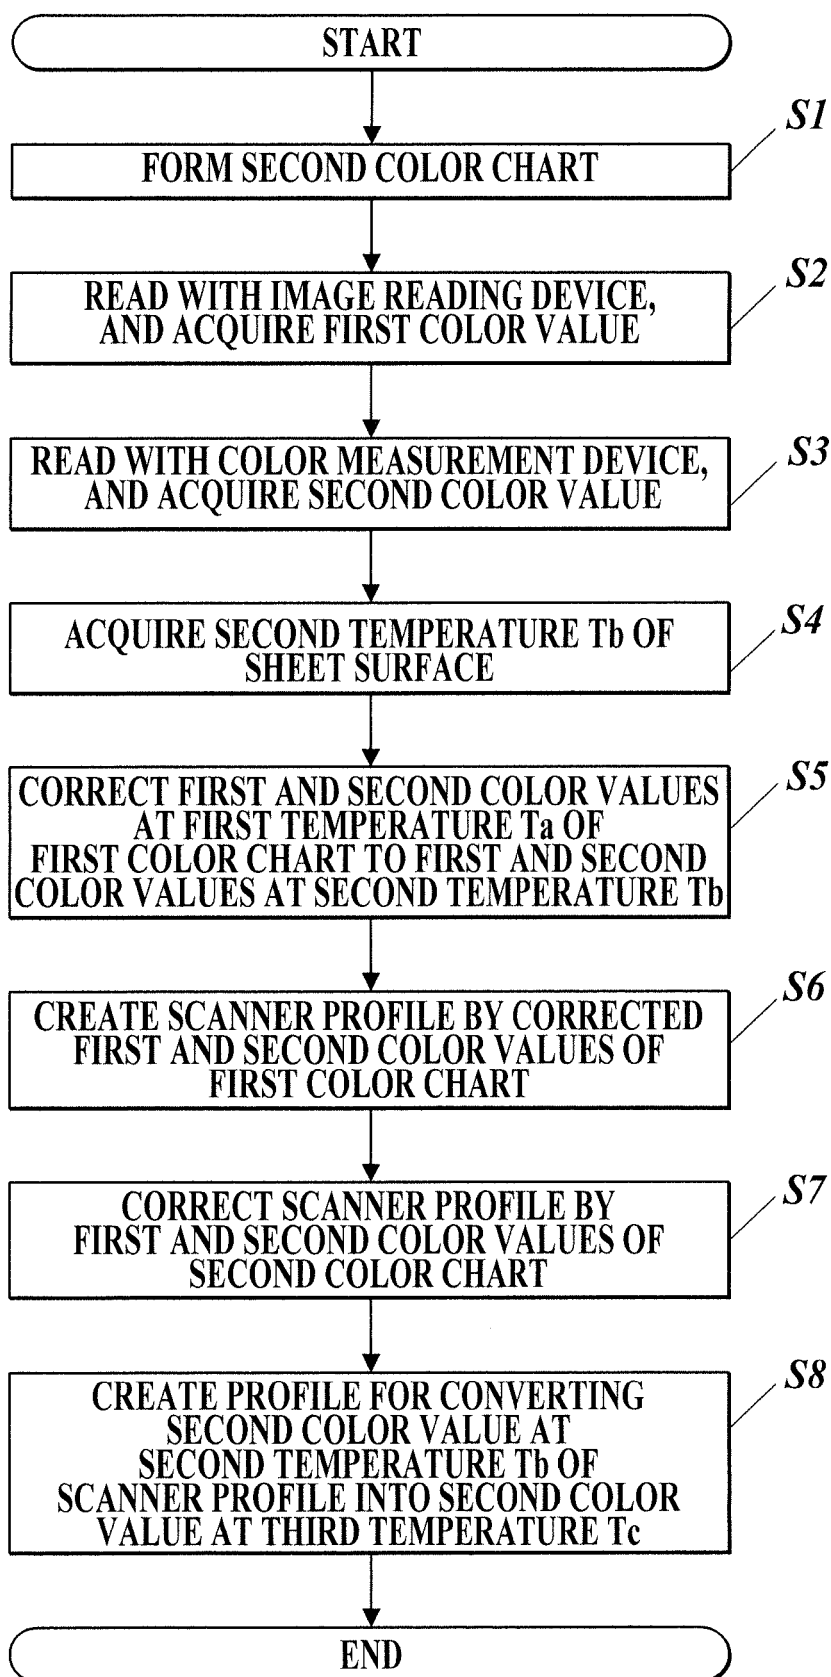 START
S1
FORM SECOND COLOR CHART
S2
READ WITH IMAGE READING DEVICE,
AND ACQUIRE FIRST COLOR VALUE
S3
READ WITH COLOR MEASUREMENT DEVICE,
AND ACQUIRE SECOND COLOR VALUE
S4
ACQUIRE SECOND TEMPERATURE Tb OF
SHEET SURFACE
S5
CORRECT FIRST AND SECOND COLOR VALUES
AT FIRST TEMPERATURE Ta OF
FIRST COLOR CHART TO FIRST AND SECOND
COLOR VALUES AT SECOND TEMPERATURE Tb
S6
CREATE SCANNER PROFILE BY CORRECTED
FIRST AND SECOND COLOR VALUES OF
FIRST COLOR CHART
S7
CORRECT SCANNER PROFILE BY
FIRST AND SECOND COLOR VALUES OF
SECOND COLOR CHART
S8
CREATE PROFILE FOR CONVERTING
SECOND COLOR VALUE AT
SECOND TEMPERATURE Tb OF
SCANNER PROFILE INTO SECOND COLOR
VALUE AT THIRD TEMPERATURE Tc
END